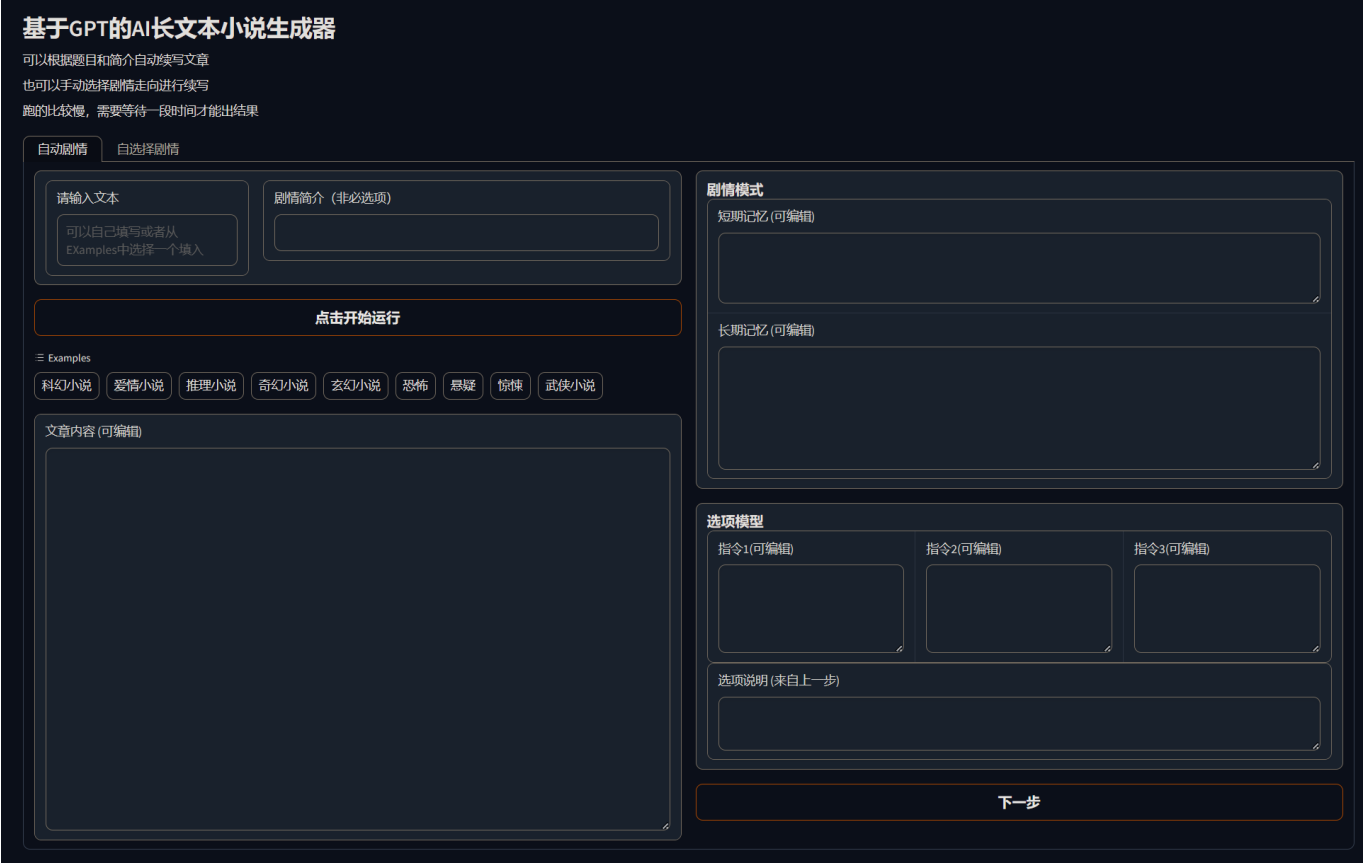 基于GPT的AI长文本小说生成器
可以根据题目和简介自动续写文章
也可以手动选择剧情走向进行续写
跑的比较慢，需要等待一段时间才能出结果
自动剧情
自选择剧情
请输入文本
可以自己填写或者从
EXamples中选择一个填入
剧情简介（非必选项）
点击开始运行
Examples
科幻小说
爱情小说
推理小说
奇幻小说
玄幻小说
恐怖
悬疑
惊悚
武侠小说
文章内容 (可编辑)
剧情模式
短期记忆 (可编辑)
长期记忆 (可编辑)
选项模型
指令1(可编辑)
指令2(可编辑)
指令3(可编辑)
选项说明 (来自上一步)
下一步